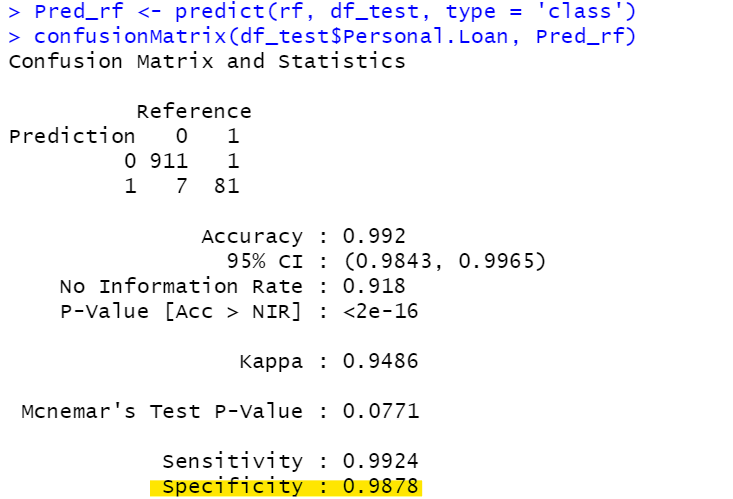 > Pred_rf <- predict(rf, df_test, type = 'class')
> confusionMatrix(df_test$Personal.Loan, Pred_rf)
Confusion Matrix and Statistics
Reference
Prediction 0 1
0 911 1
1 7 81
Accuracy : 0.992
95% CI : (0.9843, 0.9965)
No Information Rate : 0.918
P-Value [Acc > NIR] : <2e-16
Kappa : 0.9486
Mcnemar's Test P-Value : 0.0771
Sensitivity : 0.9924
Specificity : 0.9878